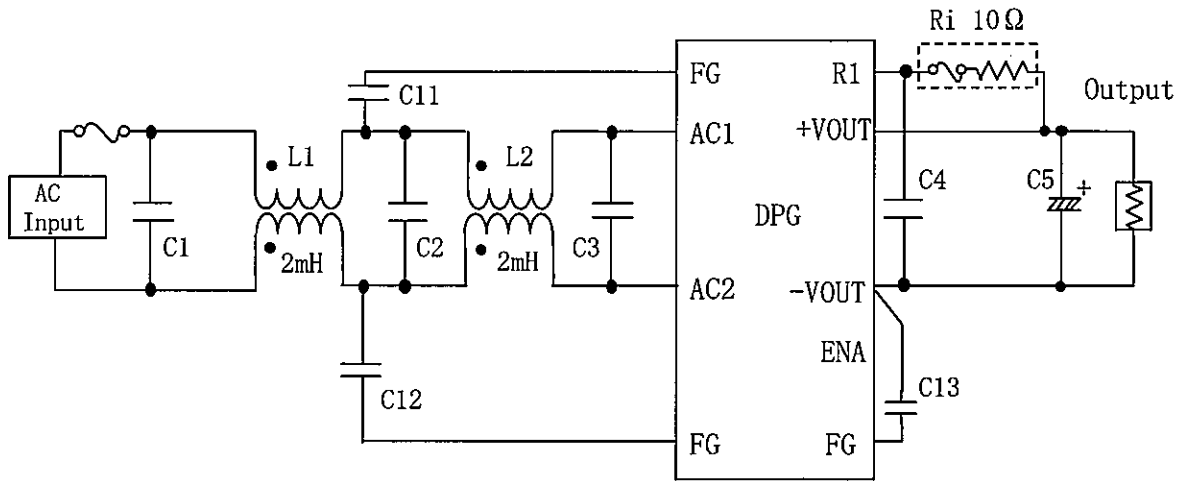 Ri 10Ω
FG
R1
C11
Output
AC1
+VOUT
L1
L2
C4
C5
+
AC
Input
DPG
C1
C2
C3
2mH
2mH
AC2
-VOUT
ENA
C12
C13
FG
FG